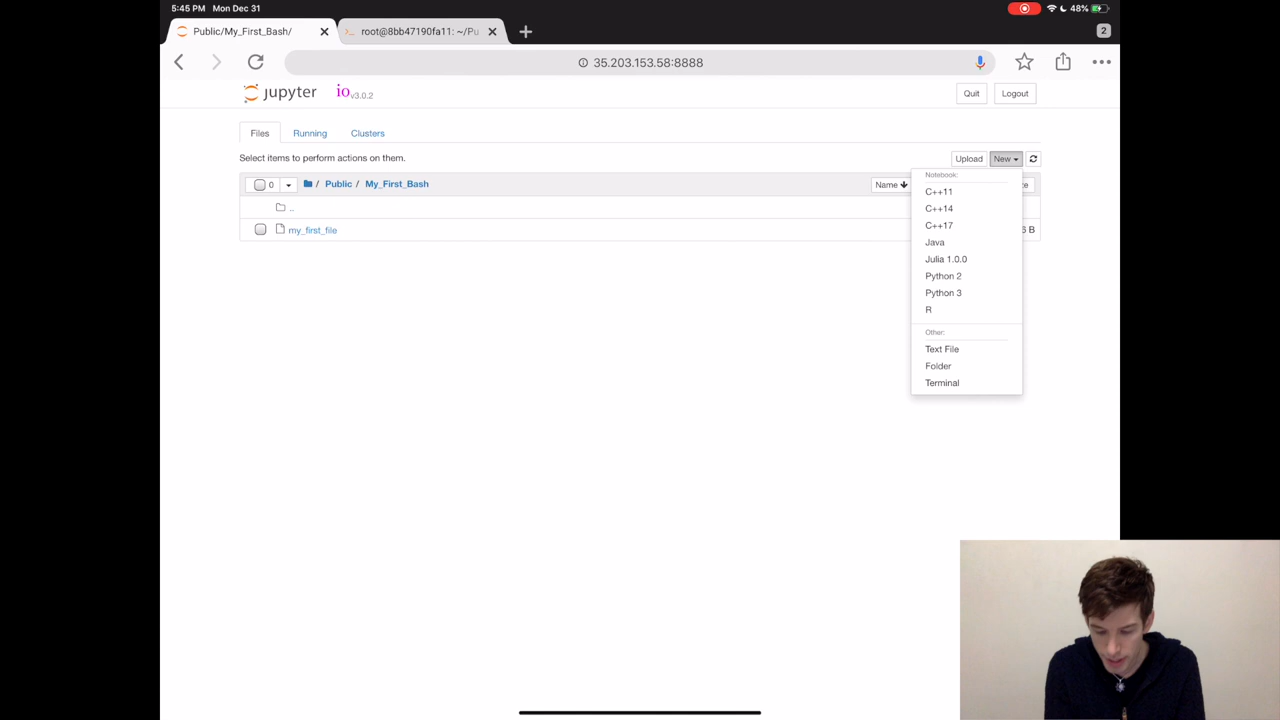 5:45 PM Mon Dec 31
48%
Public/My_First_Bash/
root@8bb47190fa11: ~/Pu
2
35.203.153.58:8888
jupyter io v3.0.2
Quit Logout
Files Running Clusters
Select items to perform actions on them.
Upload New
0 / Public / My_First_Bash
Name
..
my_first_file
6 B
Notebook:
C++11
C++14
C++17
Java
Julia 1.0.0
Python 2
Python 3
R
Other:
Text File
Folder
Terminal